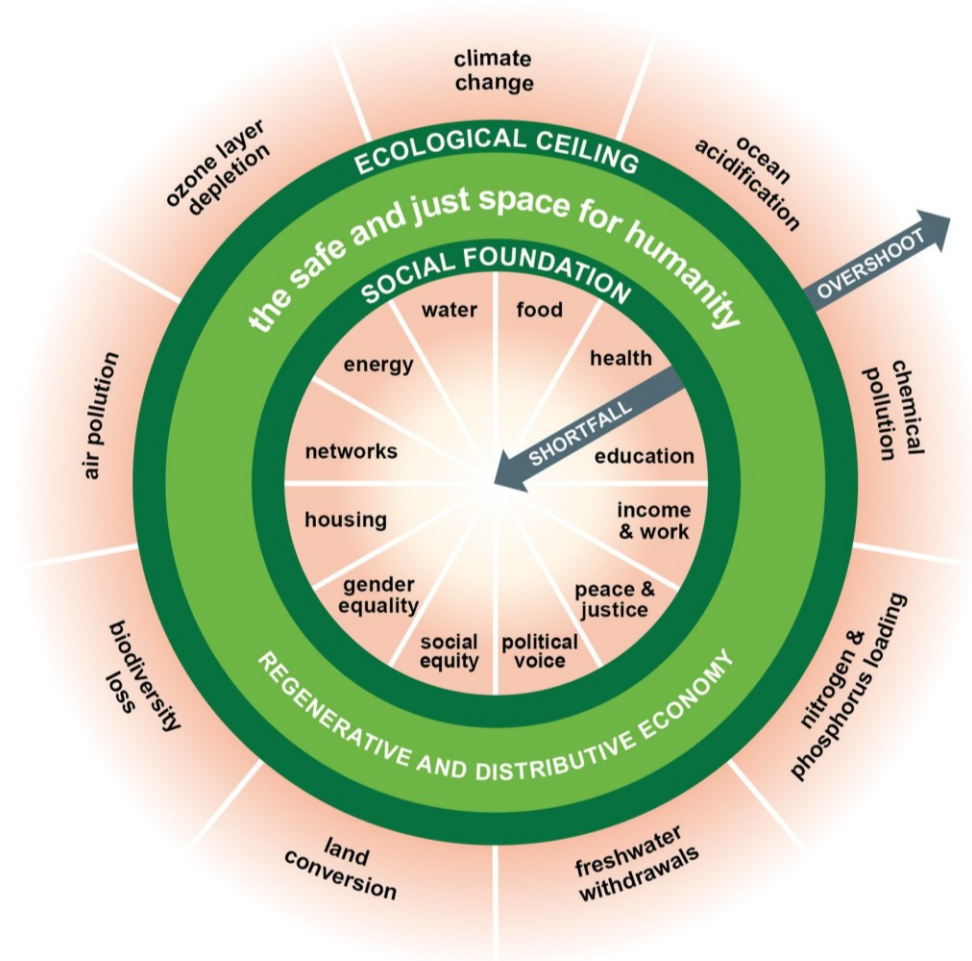 climate
change
ocean
acidification
OVERSHOOT
chemical
pollution
nitrogen &
phosphorus loading
freshwater
withdrawals
land
conversion
biodiversity
loss
air pollution
ozone layer
depletion
ECOLOGICAL CEILING
the safe and just space for humanity
SOCIAL FOUNDATION
water
food
health
SHORTFALL
education
income
& work
peace &
justice
political
voice
social
equity
gender
equality
housing
networks
energy
REGENERATIVE AND DISTRIBUTIVE ECONOMY